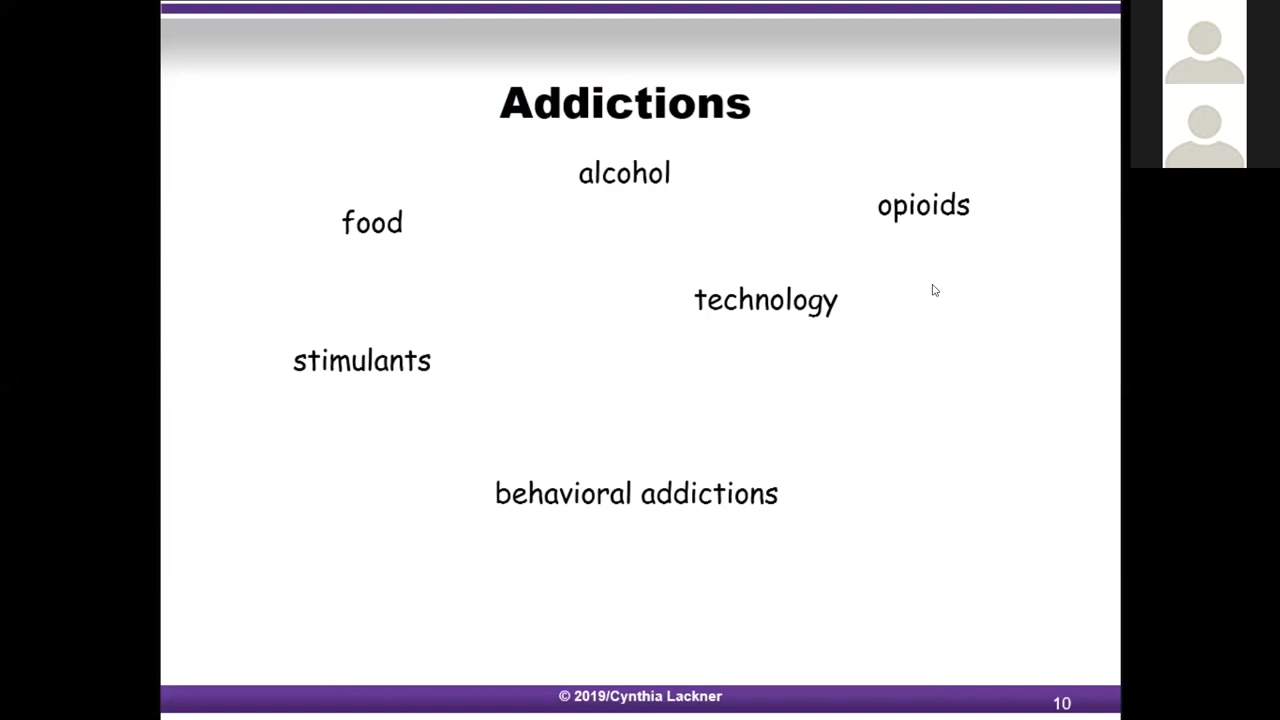 Addictions
alcohol
opioids
food
technology
stimulants
behavioral addictions
© 2019/Cynthia Lackner
10